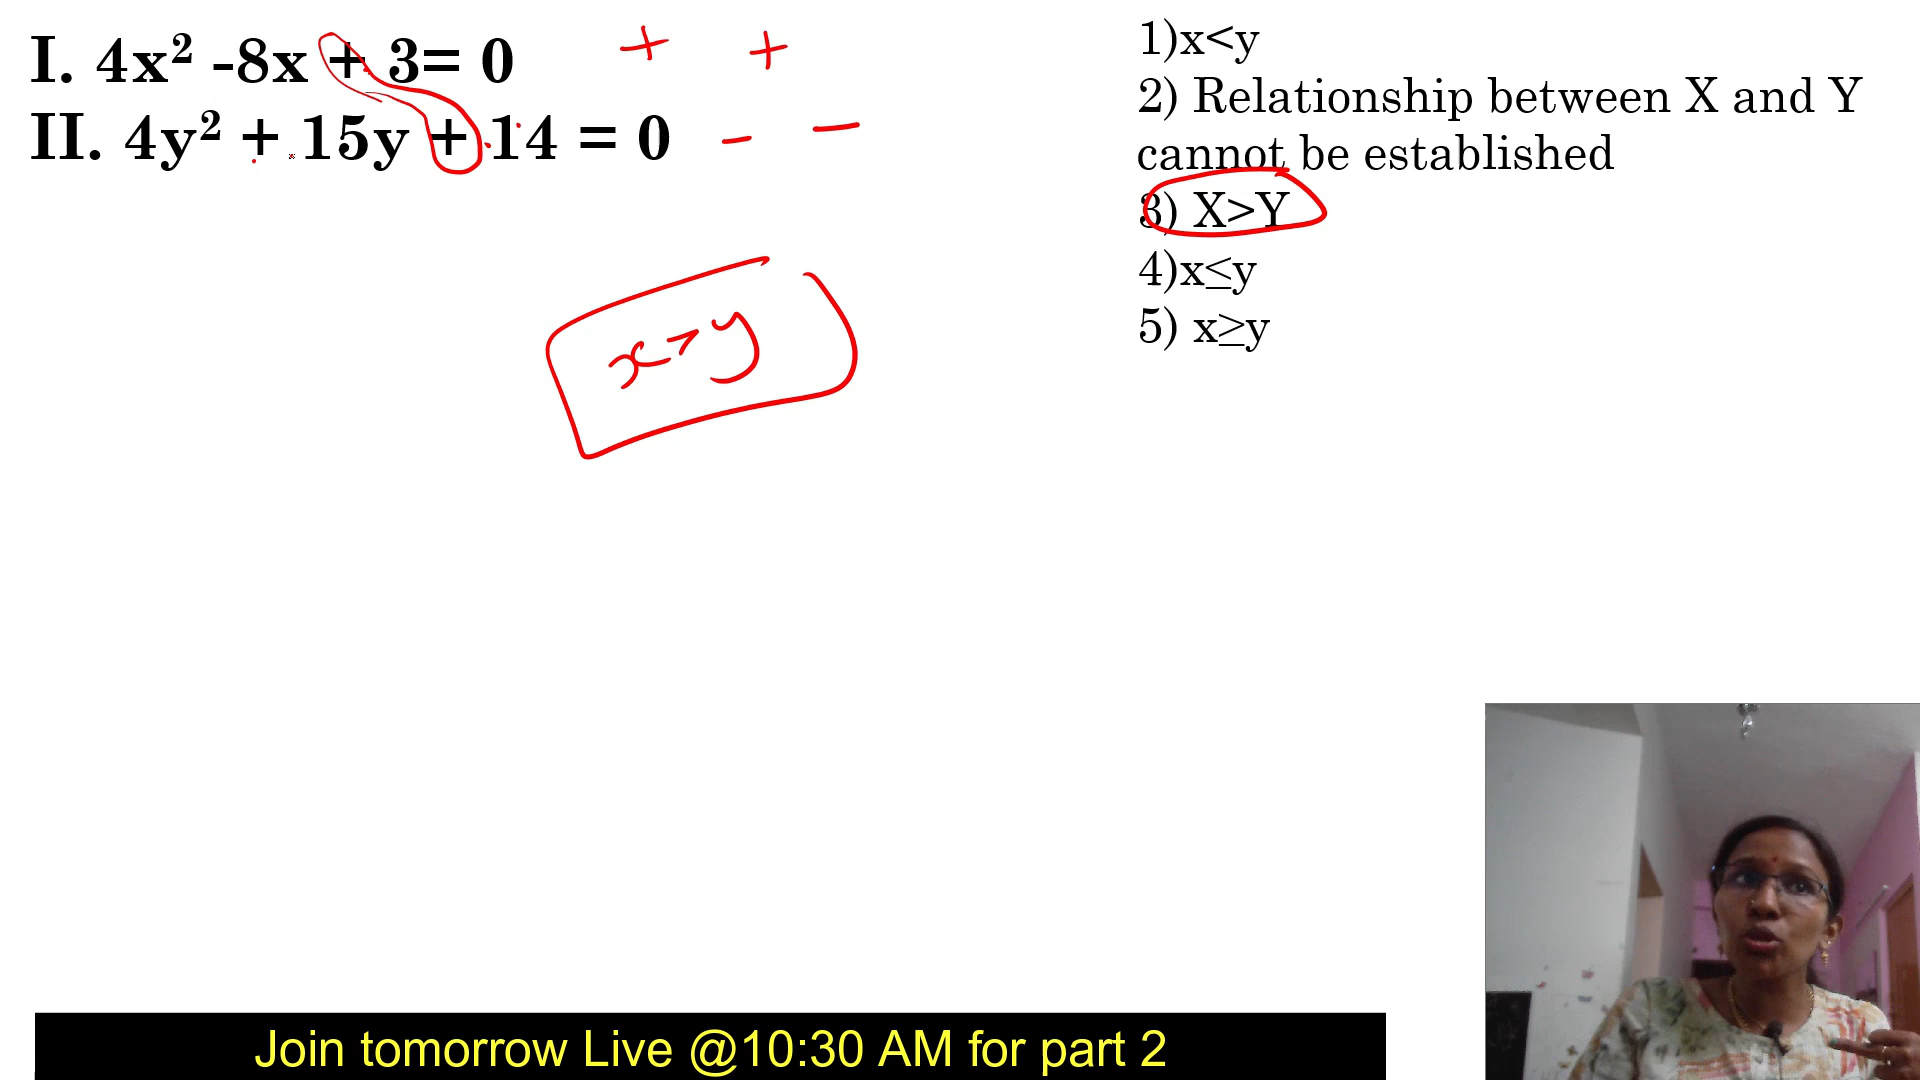 I. 4x² -8x + 3= 0
+ +
II. 4y² + 15y + 14 = 0
- -
x>y
1)x<y
2) Relationship between X and Y
cannot be established
3) X>Y
4)x≤y
5) x≥y
Join tomorrow Live @10:30 AM for part 2